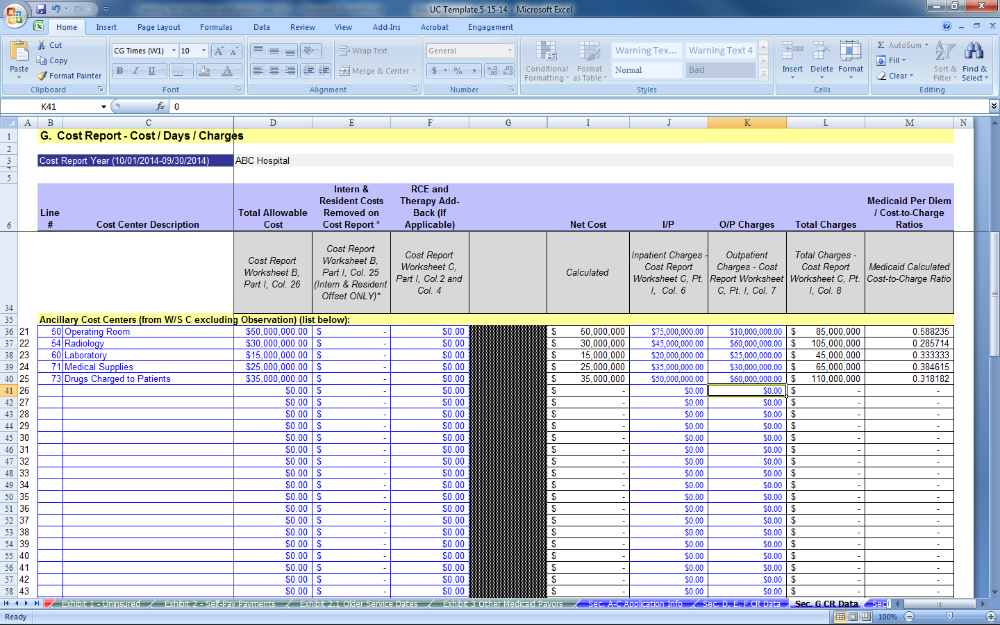 UC Template 5-15-14 - Microsoft Excel
Home Insert Page Layout Formulas Data Review View Add-Ins Acrobat Engagement
Paste
Cut
Copy
Format Painter
Clipboard
CG Times (W1) 10
B I U
Font
Wrap Text
Merge & Center
Alignment
General
$ % ,
Number
Conditional Formatting
Format as Table
Warning Tex... Warning Text 4
Normal Bad
Styles
Insert Delete Format
Cells
Σ AutoSum
Fill
Clear
Sort & Filter
Find & Select
Editing
K41 fx 0
A B C D E F G I J K L M N
1 G. Cost Report - Cost / Days / Charges
2
3 Cost Report Year (10/01/2014-09/30/2014) ABC Hospital
4
5
6 Line # Cost Center Description Total Allowable Cost Intern & Resident Costs Removed on Cost Report * RCE and Therapy Add-Back (If Applicable) Net Cost I/P O/P Charges Total Charges Medicaid Per Diem / Cost-to-Charge Ratios
34 Cost Report Worksheet B, Part I, Col. 26 Cost Report Worksheet B, Part I, Col. 25 (Intern & Resident Offset ONLY)* Cost Report Worksheet C, Part I, Col.2 and Col. 4 Calculated Inpatient Charges - Cost Report Worksheet C, Pt. I, Col. 6 Outpatient Charges - Cost Report Worksheet C, Pt. I, Col. 7 Total Charges - Cost Report Worksheet C, Pt. I, Col. 8 Medicaid Calculated Cost-to-Charge Ratio
35 Ancillary Cost Centers (from W/S C excluding Observation) (list below):
36 21 50 Operating Room $50,000,000.00 $ - $0.00 $ 50,000,000 $75,000,000.00 $10,000,000.00 $ 85,000,000 0.588235
37 22 54 Radiology $30,000,000.00 $ - $0.00 $ 30,000,000 $45,000,000.00 $60,000,000.00 $ 105,000,000 0.285714
38 23 60 Laboratory $15,000,000.00 $ - $0.00 $ 15,000,000 $20,000,000.00 $25,000,000.00 $ 45,000,000 0.333333
39 24 71 Medical Supplies $25,000,000.00 $ - $0.00 $ 25,000,000 $35,000,000.00 $30,000,000.00 $ 65,000,000 0.384615
40 25 73 Drugs Charged to Patients $35,000,000.00 $ - $0.00 $ 35,000,000 $50,000,000.00 $60,000,000.00 $ 110,000,000 0.318182
41 26 $0.00 $ - $0.00 $ - $0.00 $0.00 $ - -
42 27 $0.00 $ - $0.00 $ - $0.00 $0.00 $ - -
43 28 $0.00 $ - $0.00 $ - $0.00 $0.00 $ - -
44 29 $0.00 $ - $0.00 $ - $0.00 $0.00 $ - -
45 30 $0.00 $ - $0.00 $ - $0.00 $0.00 $ - -
46 31 $0.00 $ - $0.00 $ - $0.00 $0.00 $ - -
47 32 $0.00 $ - $0.00 $ - $0.00 $0.00 $ - -
48 33 $0.00 $ - $0.00 $ - $0.00 $0.00 $ - -
49 34 $0.00 $ - $0.00 $ - $0.00 $0.00 $ - -
50 35 $0.00 $ - $0.00 $ - $0.00 $0.00 $ - -
51 36 $0.00 $ - $0.00 $ - $0.00 $0.00 $ - -
52 37 $0.00 $ - $0.00 $ - $0.00 $0.00 $ - -
53 38 $0.00 $ - $0.00 $ - $0.00 $0.00 $ - -
54 39 $0.00 $ - $0.00 $ - $0.00 $0.00 $ - -
55 40 $0.00 $ - $0.00 $ - $0.00 $0.00 $ - -
56 41 $0.00 $ - $0.00 $ - $0.00 $0.00 $ - -
57 42 $0.00 $ - $0.00 $ - $0.00 $0.00 $ - -
58 43 $0.00 $ - $0.00 $ - $0.00 $0.00 $ - -
Exhibit 1 - Uninsured Exhibit 2 - Self-Pay Payments Exhibit 2.1 Older Service Dates Exhibit 3 Other Medicaid Payors Sec. A-C Application Info Sec. D, E, F CR Data Sec. G CR Data Sec
Ready 100%